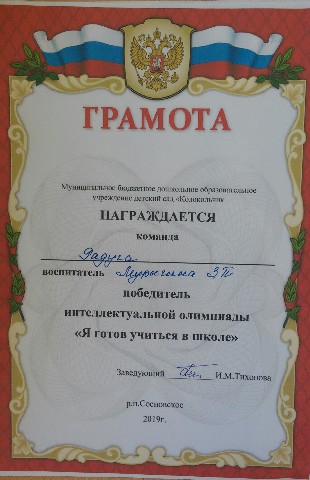 ГРАМОТА
Муниципальное бюджетное дошкольное образовательное
учреждение детский сад «Колокольчик»
НАГРАЖДАЕТСЯ
команда
Радуга
воспитатель З.П.
победитель
интеллектуальной олимпиады
«Я готов учиться в школе»
Заведующий И.М.Тихонова
р.п.Сосновское
2019г.